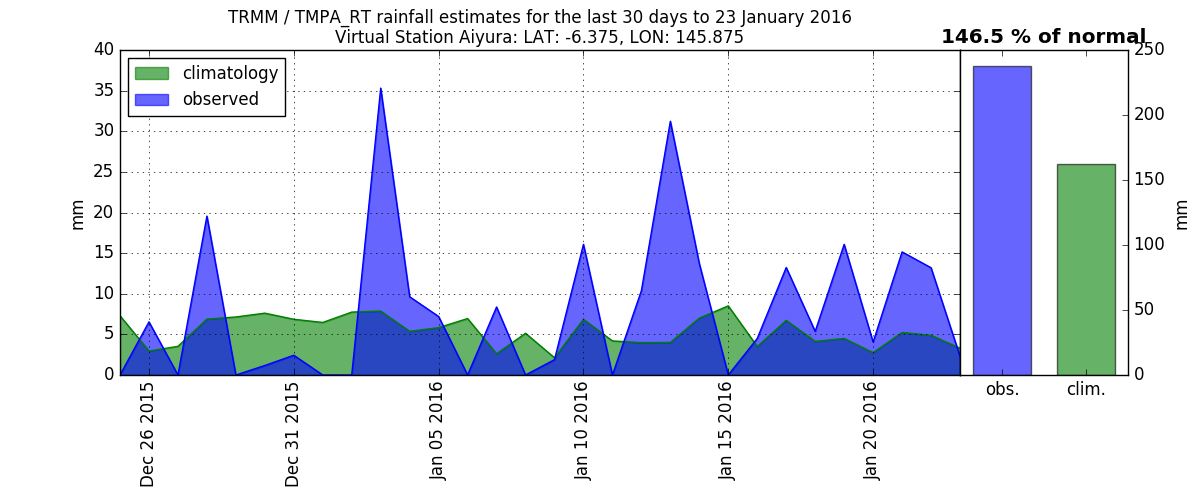 TRMM / TMPA_RT rainfall estimates for the last 30 days to 23 January 2016
Virtual Station Aiyura: LAT: -6.375, LON: 145.875
146.5 % of normal
climatology
observed
40
35
30
25
20
15
10
5
0
mm
Dec 26 2015
Dec 31 2015
Jan 05 2016
Jan 10 2016
Jan 15 2016
Jan 20 2016
250
200
150
100
50
0
mm
obs.
clim.